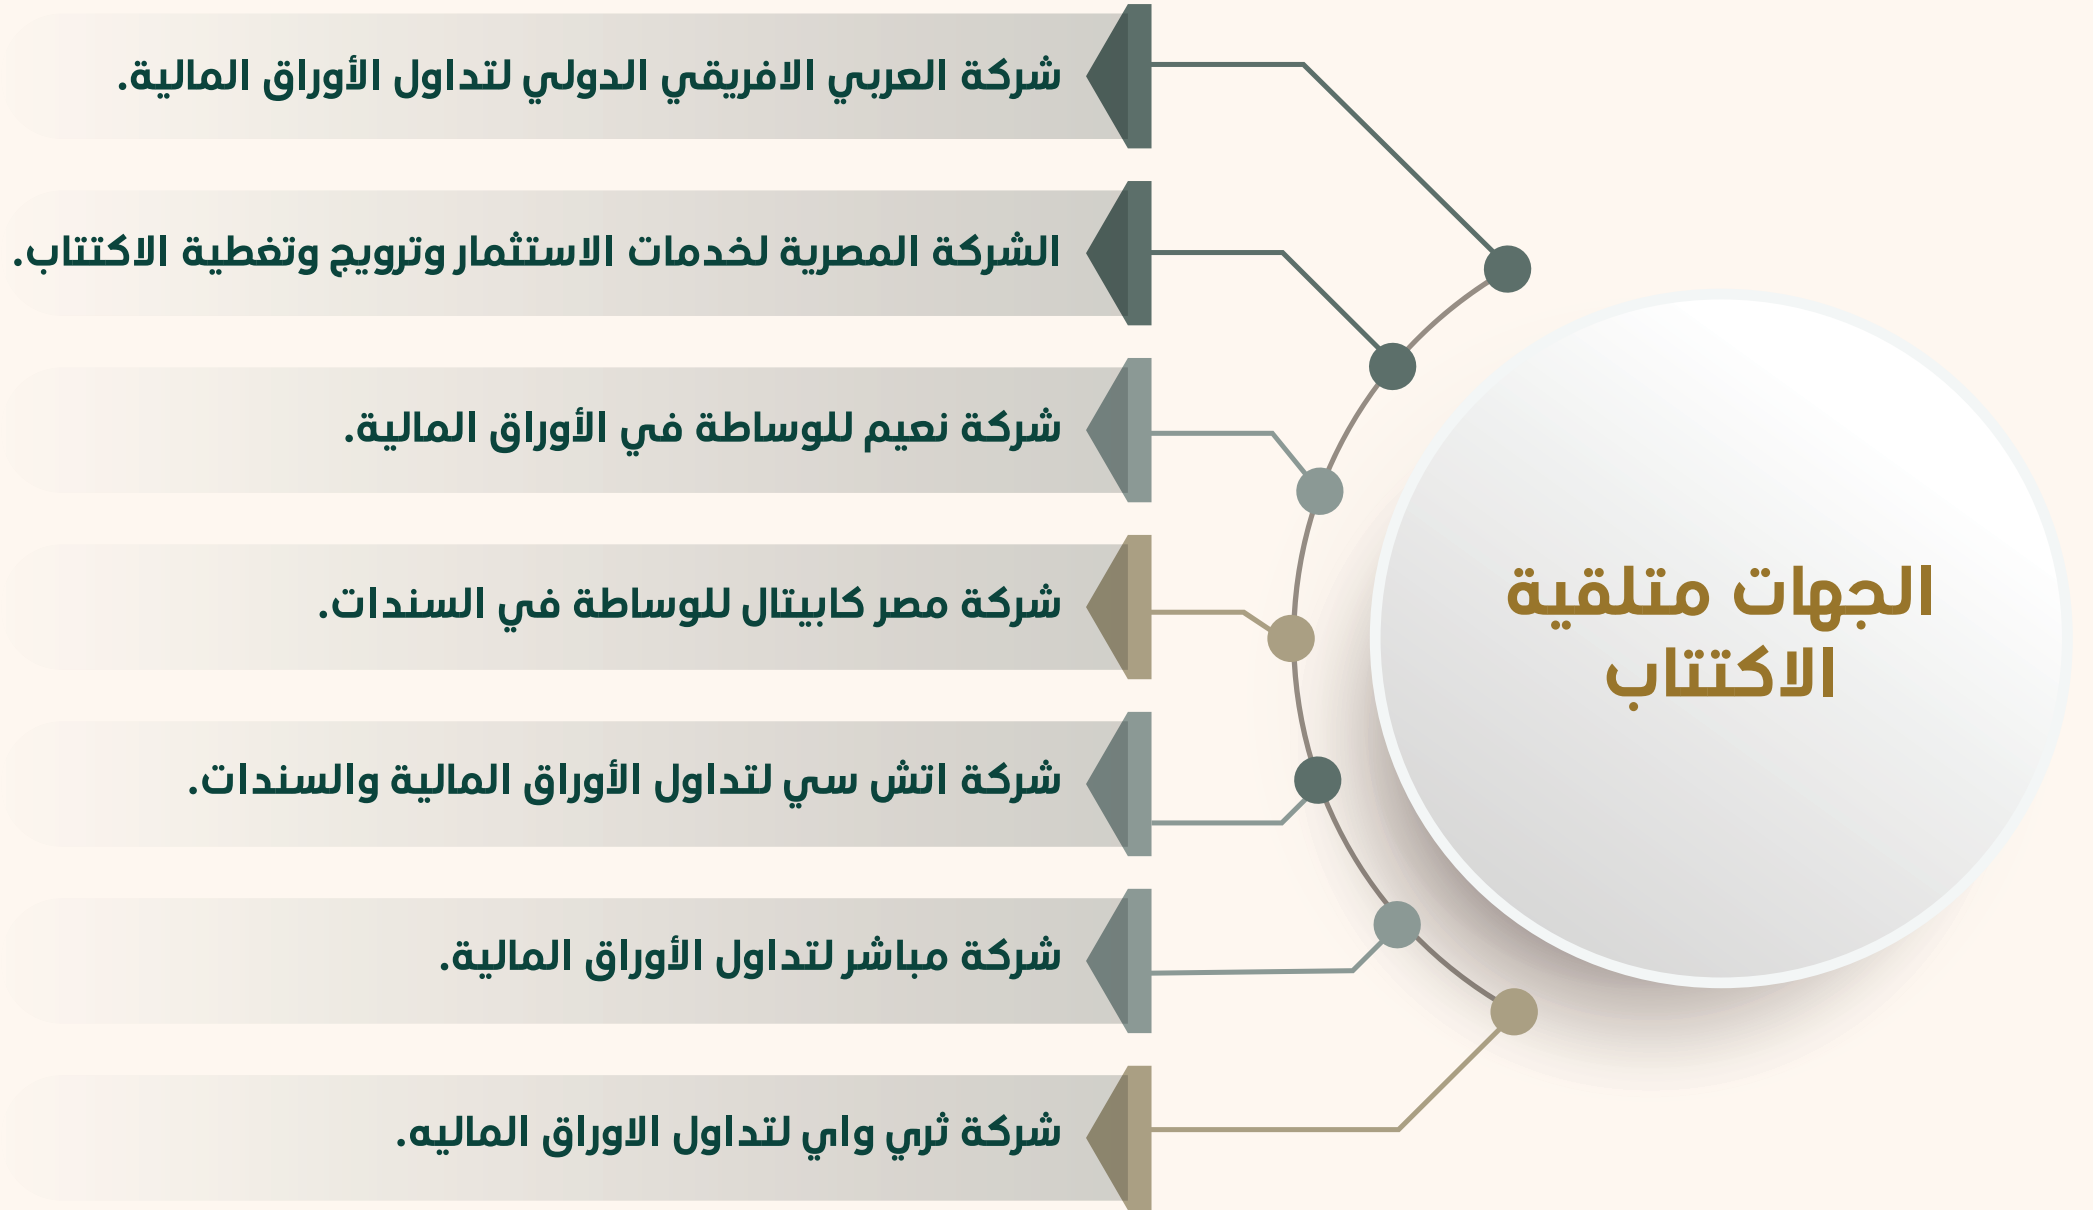 الجهات متلقية
الاكتتاب
شركة العربي الافريقي الدولي لتداول الأوراق المالية.
الشركة المصرية لخدمات الاستثمار وترويج وتغطية الاكتتاب.
شركة نعيم للوساطة في الأوراق المالية.
شركة مصر كابيتال للوساطة في السندات.
شركة اتش سي لتداول الأوراق المالية والسندات.
شركة مباشر لتداول الأوراق المالية.
شركة ثري واي لتداول الاوراق الماليه.